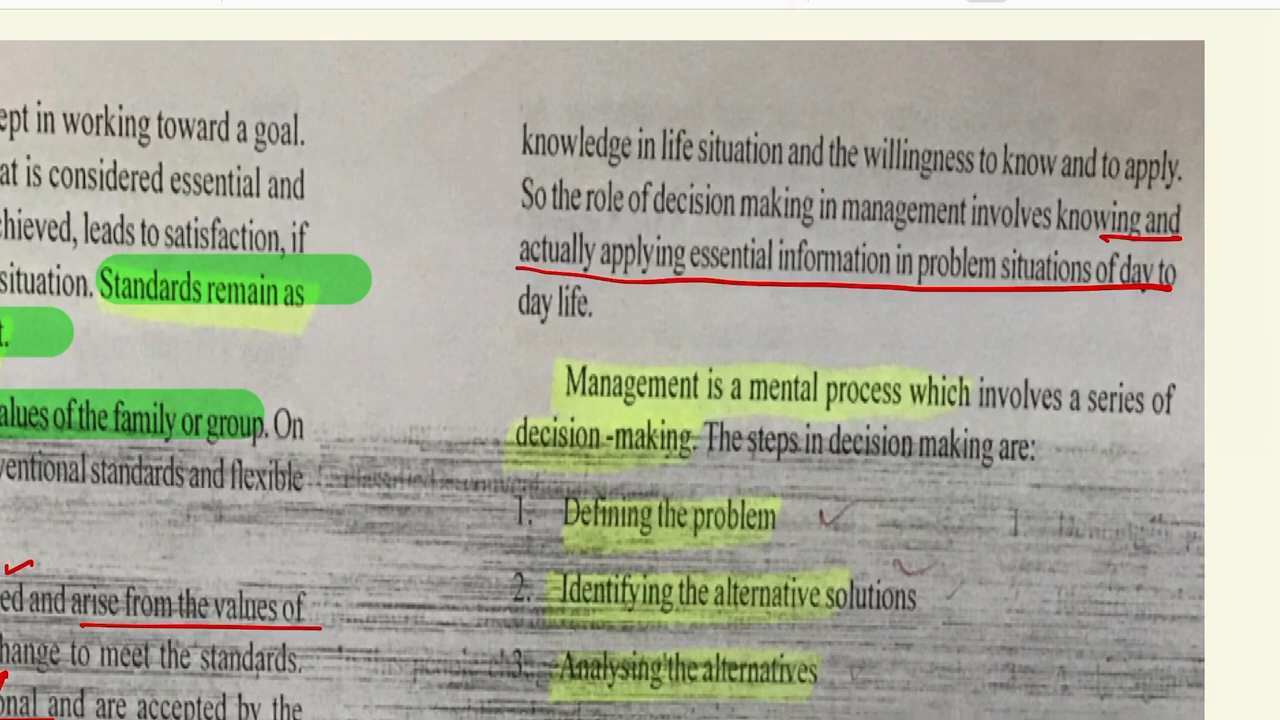 ept in working toward a goal.
at is considered essential and
chieved, leads to satisfaction, if
situation. Standards remain as
t.
alues of the family or group. On
ventional standards and flexible
ed and arise from the values of
hange to meet the standards.
onal and are accepted by the
knowledge in life situation and the willingness to know and to apply.
So the role of decision making in management involves knowing and
actually applying essential information in problem situations of day to
day life.
Management is a mental process which involves a series of
decision -making. The steps in decision making are:
1. Defining the problem
2. Identifying the alternative solutions
3. Analysing the alternatives